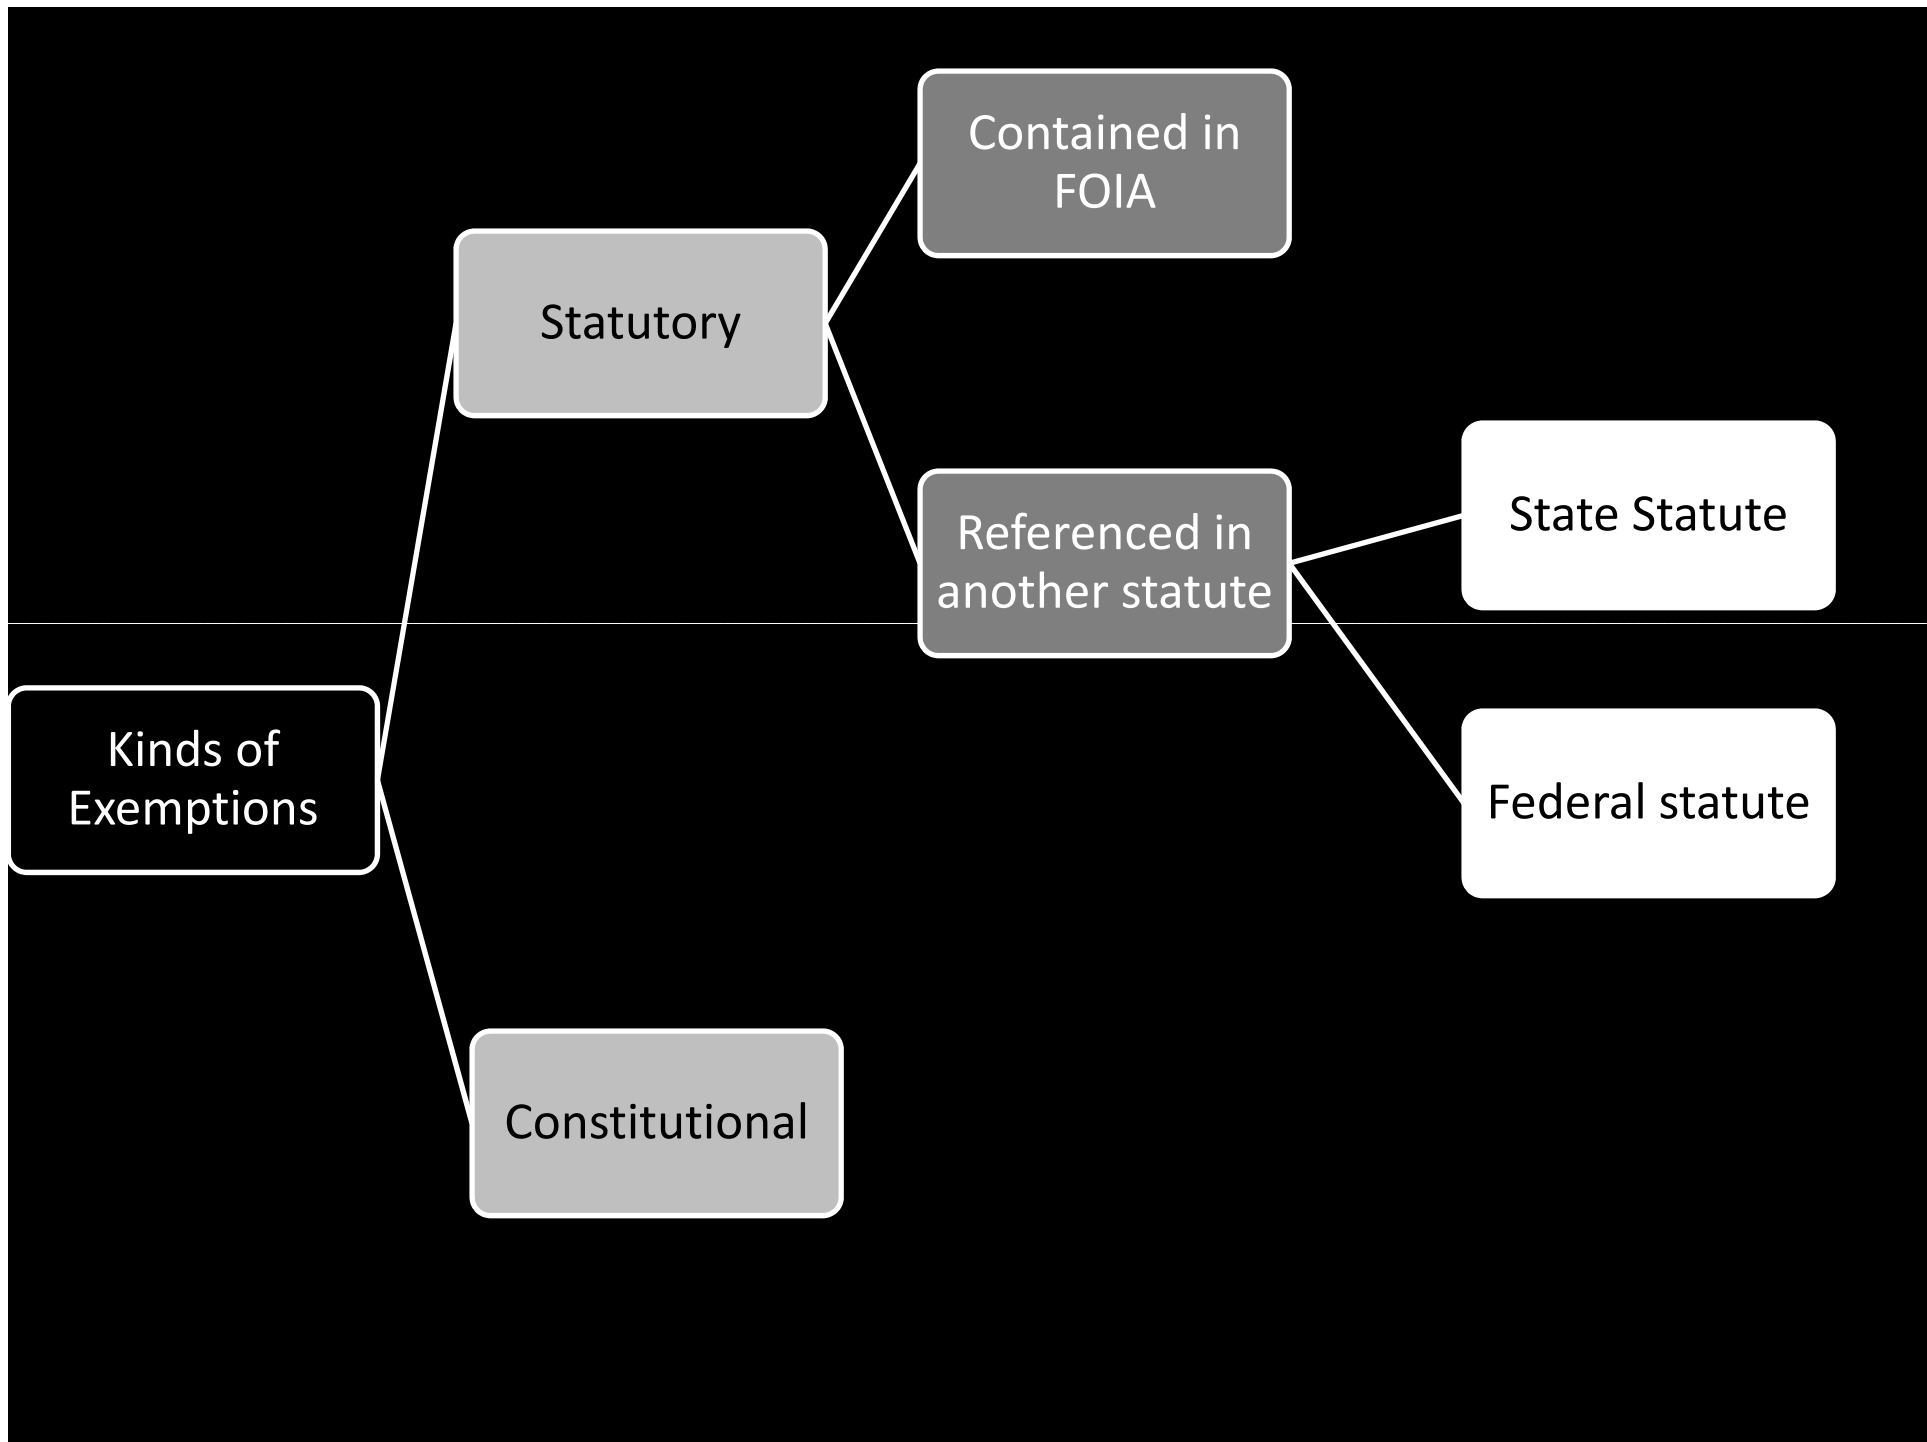 Contained in
FOIA
Statutory
Referenced in
another statute
State Statute
Kinds of
Exemptions
Federal statute
Constitutional